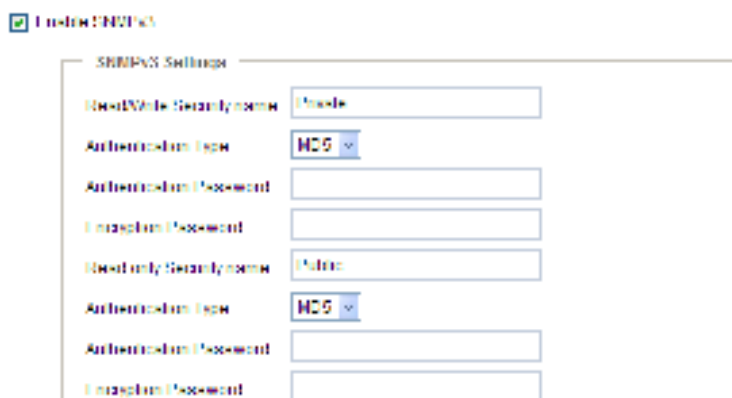 Enable SNMPv3
SNMPv3 Settings
Read/Write Security name Private
Authentication Type MD5
Authentication Password
Encryption Password
Read only Security name Public
Authentication Type MD5
Authentication Password
Encryption Password